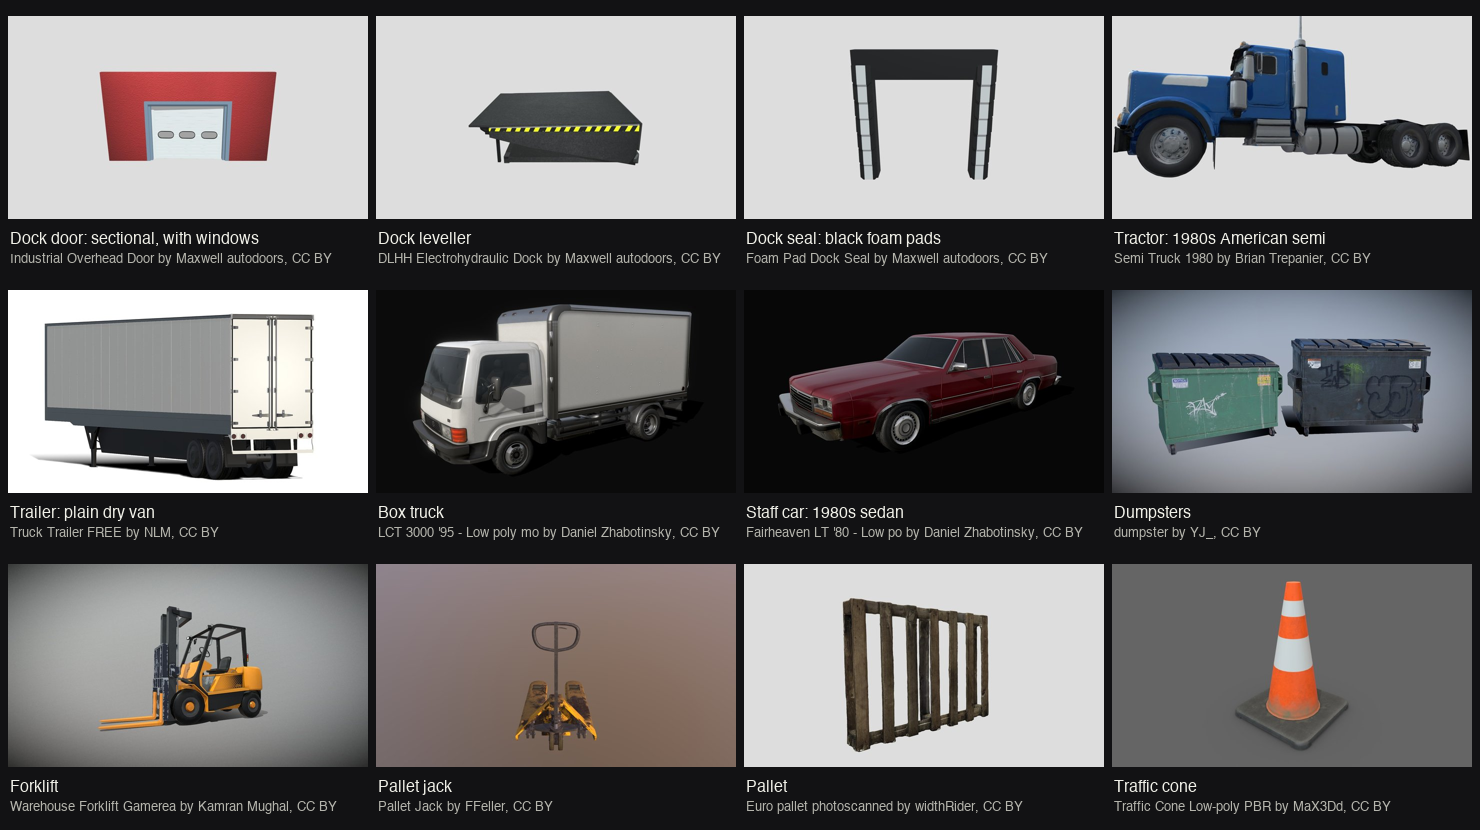 Dock door: sectional, with windows
Industrial Overhead Door by Maxwell autodoors, CC BY
Dock leveller
DLHH Electrohydraulic Dock by Maxwell autodoors, CC BY
Dock seal: black foam pads
Foam Pad Dock Seal by Maxwell autodoors, CC BY
Tractor: 1980s American semi
Semi Truck 1980 by Brian Trepanier, CC BY
Trailer: plain dry van
Truck Trailer FREE by NLM, CC BY
Box truck
LCT 3000 '95 - Low poly mo by Daniel Zhabotinsky, CC BY
Staff car: 1980s sedan
Fairheaven LT '80 - Low po by Daniel Zhabotinsky, CC BY
Dumpsters
dumpster by YJ_, CC BY
Forklift
Warehouse Forklift Gamerea by Kamran Mughal, CC BY
Pallet jack
Pallet Jack by FFeller, CC BY
Pallet
Euro pallet photoscanned by widthRider, CC BY
Traffic cone
Traffic Cone Low-poly PBR by MaX3Dd, CC BY